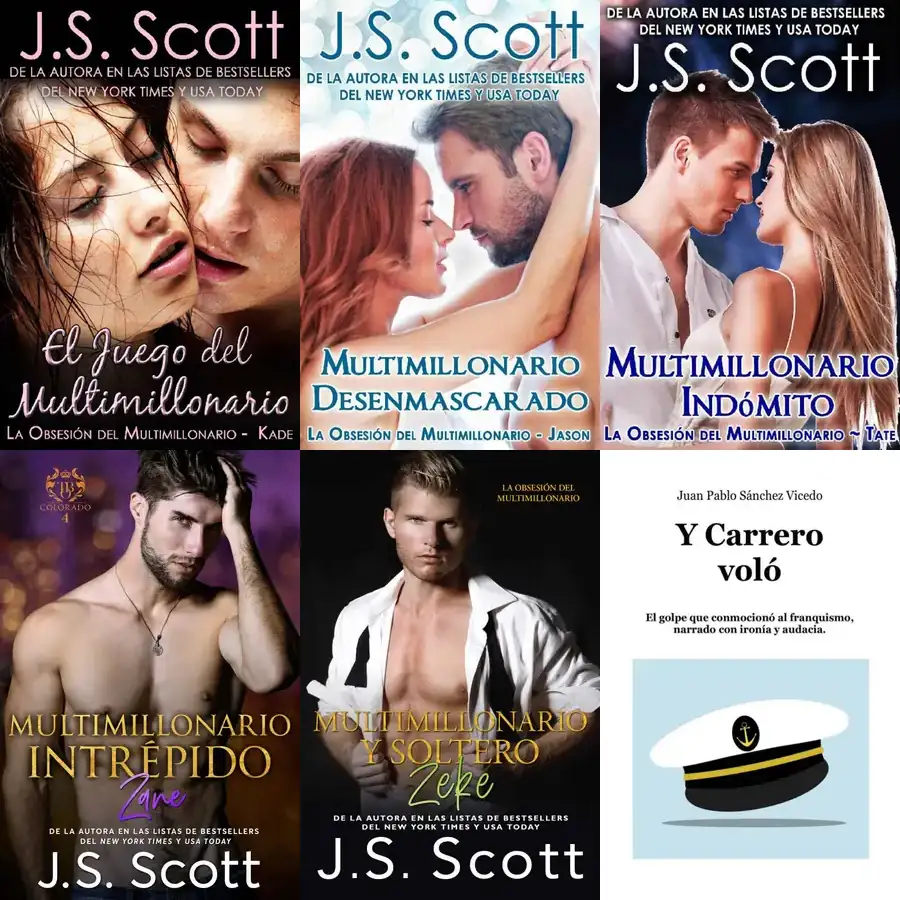 J.S. Scott
DE LA AUTORA EN LAS LISTAS DE BESTSELLERS
DEL NEW YORK TIMES Y USA TODAY
El Juego del
Multimillonario
LA OBSESIÓN DEL MULTIMILLONARIO - KADE
J.S. Scott
DE LA AUTORA EN LAS LISTAS DE BESTSELLERS
DEL NEW YORK TIMES Y USA TODAY
MULTIMILLONARIO
DESENMASCARADO
LA OBSESIÓN DEL MULTIMILLONARIO - JASON
DE LA AUTORA EN LAS LISTAS DE BESTSELLERS
DEL NEW YORK TIMES Y USA TODAY
J.S. Scott
MULTIMILLONARIO
INDóMITO
LA OBSESIÓN DEL MULTIMILLONARIO ~ TATE
COLORADO
4
MULTIMILLONARIO
INTRÉPIDO
Zane
DE LA AUTORA EN LAS LISTAS DE BESTSELLERS
DEL NEW YORK TIMES Y USA TODAY
J.S. Scott
LA OBSESIÓN DEL
MULTIMILLONARIO
MULTIMILLONARIO
Y SOLTERO
Zeke
DE LA AUTORA EN LAS LISTAS DE BESTSELLERS
DEL NEW YORK TIMES Y USA TODAY
J.S. Scott
Juan Pablo Sánchez Vicedo
Y Carrero
voló
El golpe que conmocionó al franquismo,
narrado con ironía y audacia.